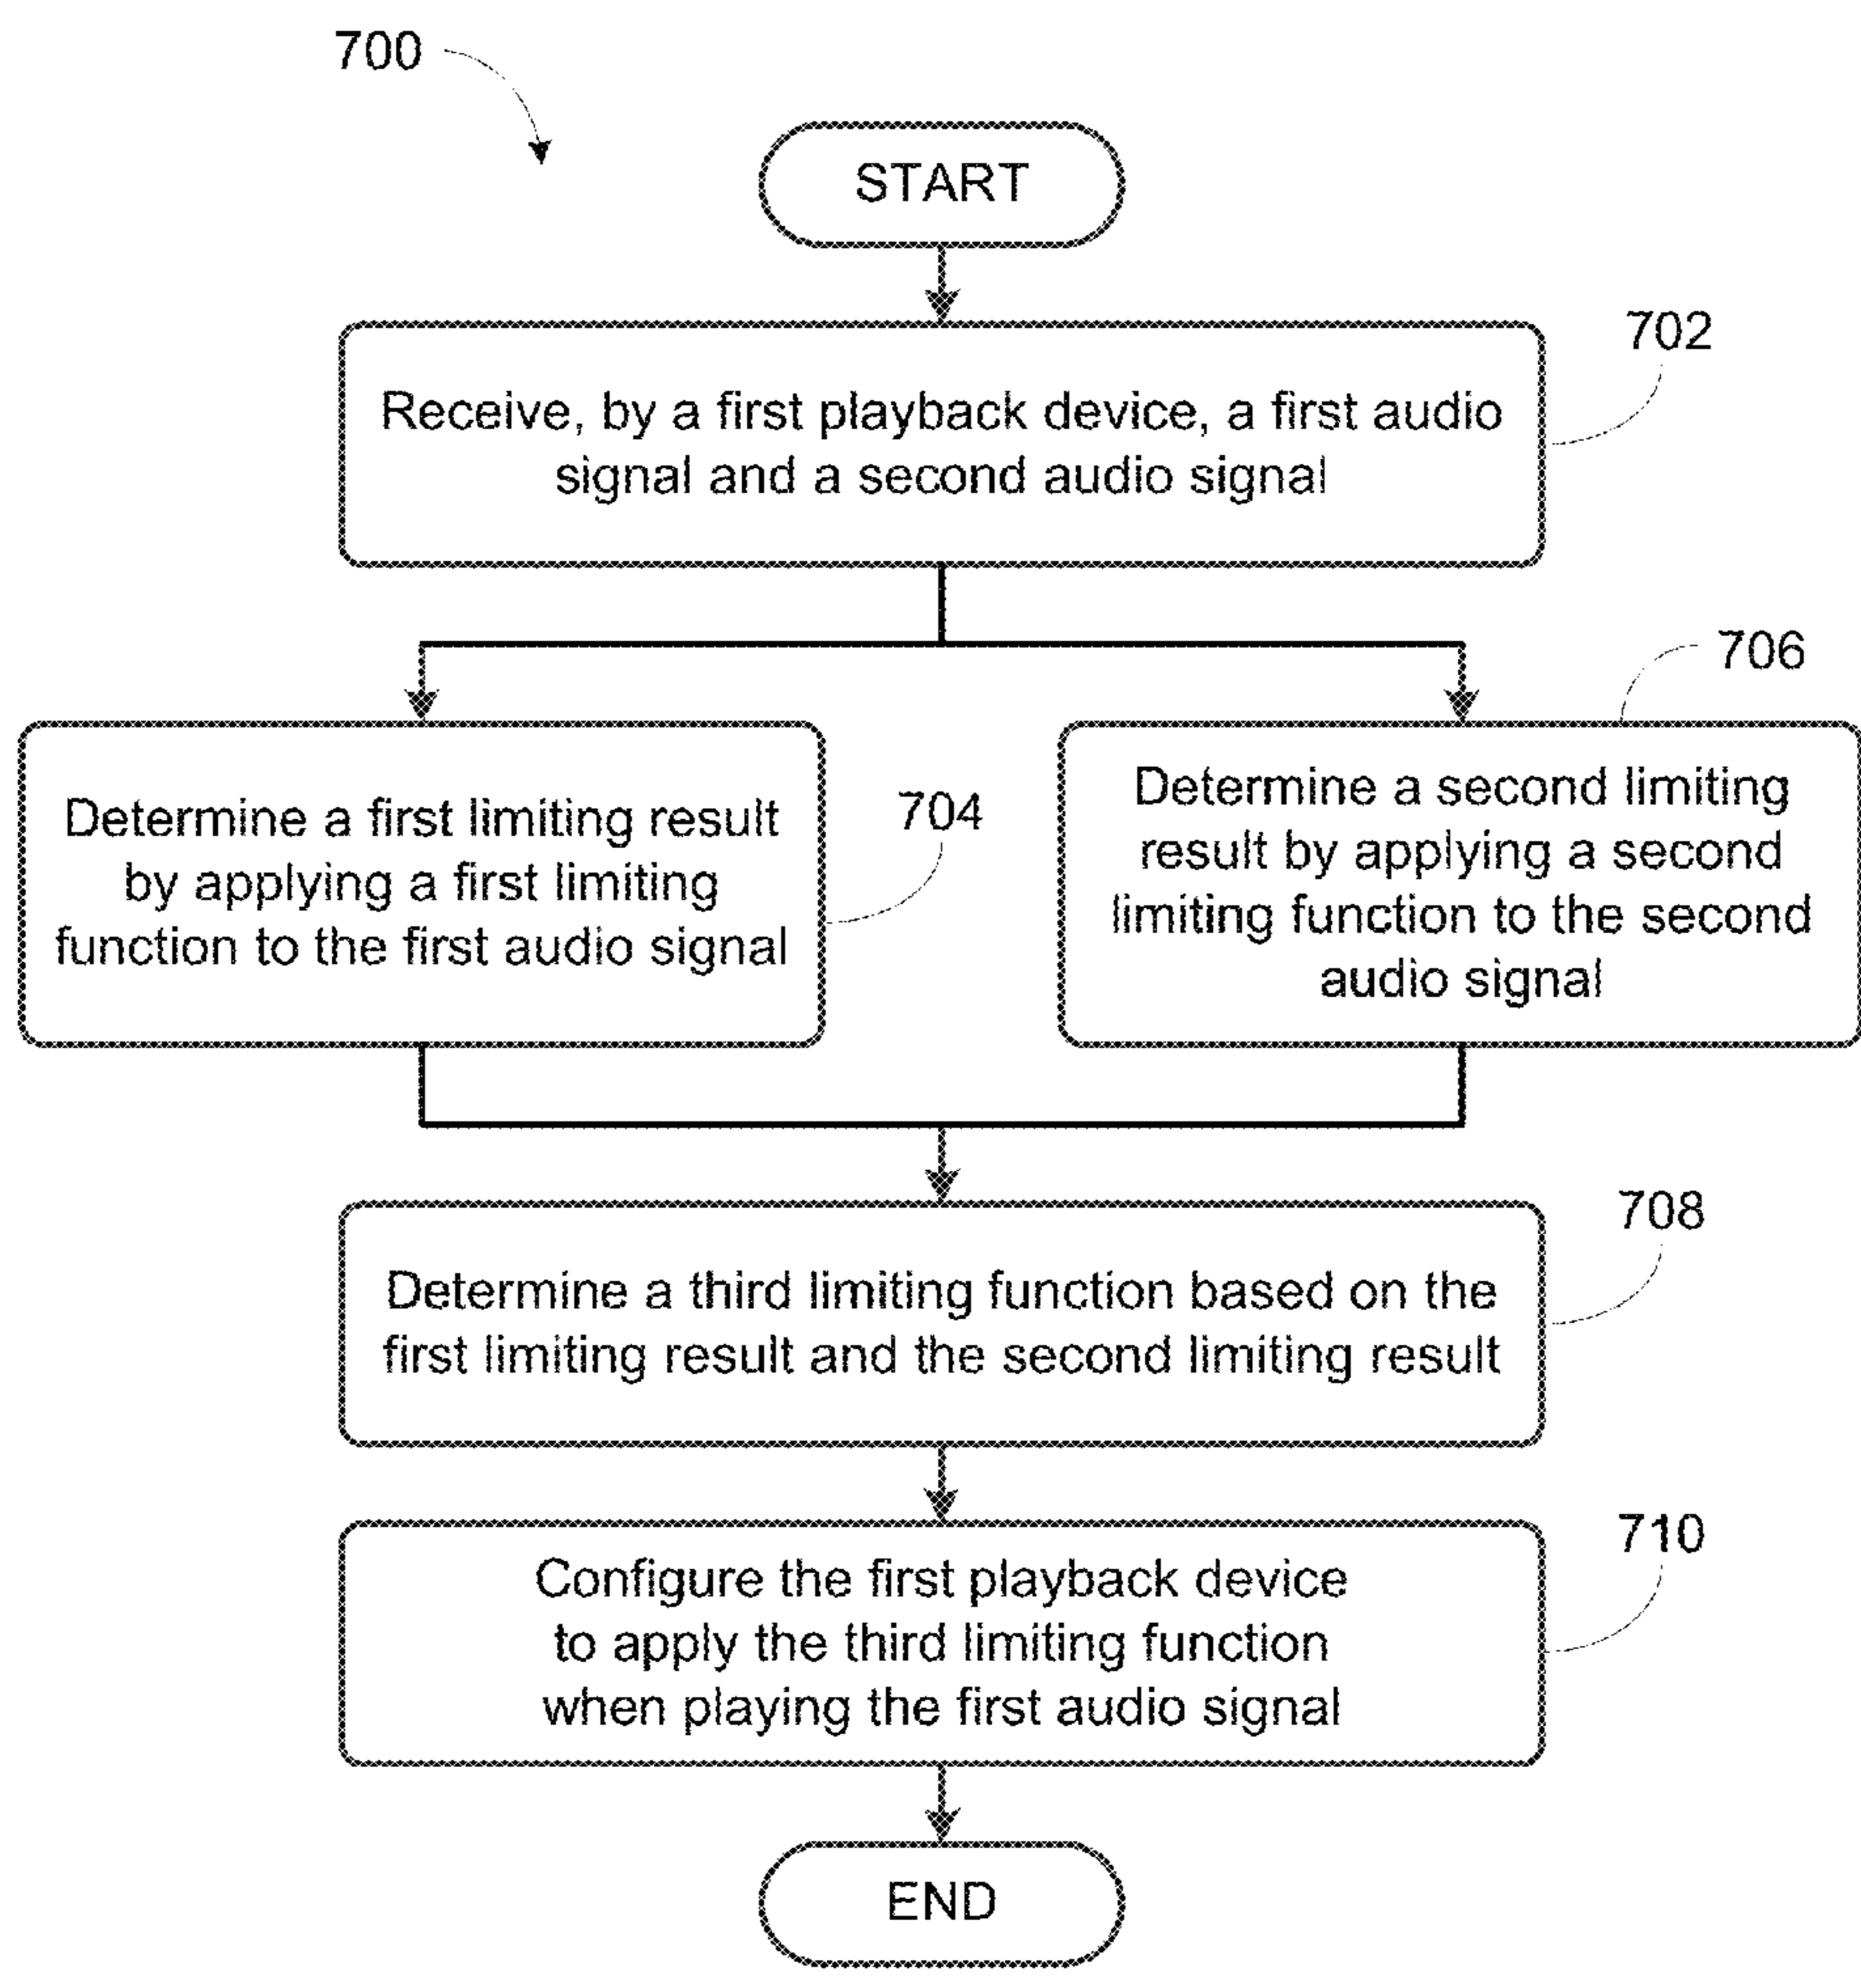 700
START
702
Receive, by a first playback device, a first audio
signal and a second audio signal
706
704
Determine a first limiting result
by applying a first limiting
function to the first audio signal
Determine a second limiting
result by applying a second
limiting function to the second
audio signal
708
Determine a third limiting function based on the
first limiting result and the second limiting result
710
Configure the first playback device
to apply the third limiting function
when playing the first audio signal
END